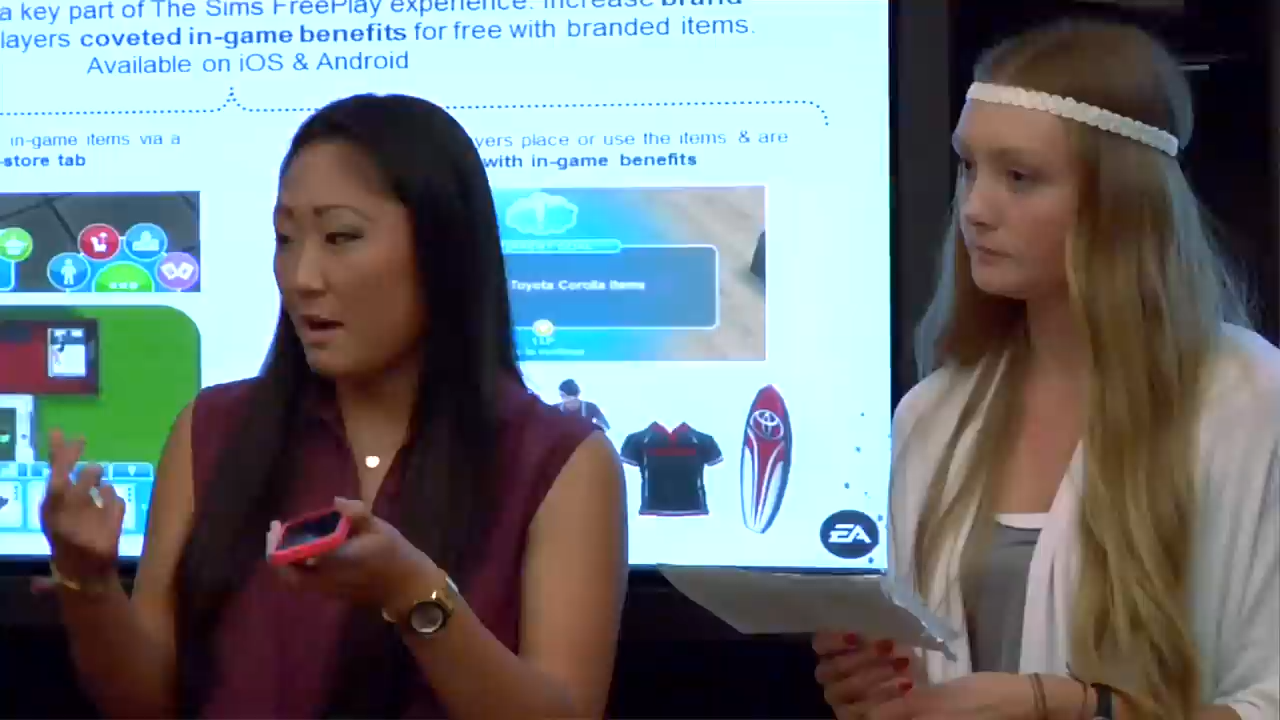 a key part of The Sims FreePlay experience. Increase brand
layers coveted in-game benefits for free with branded items.
Available on iOS & Android
in-game items via a
-store tab
yers place or use the items & are
with in-game benefits
Toyota Corolla Items
EA